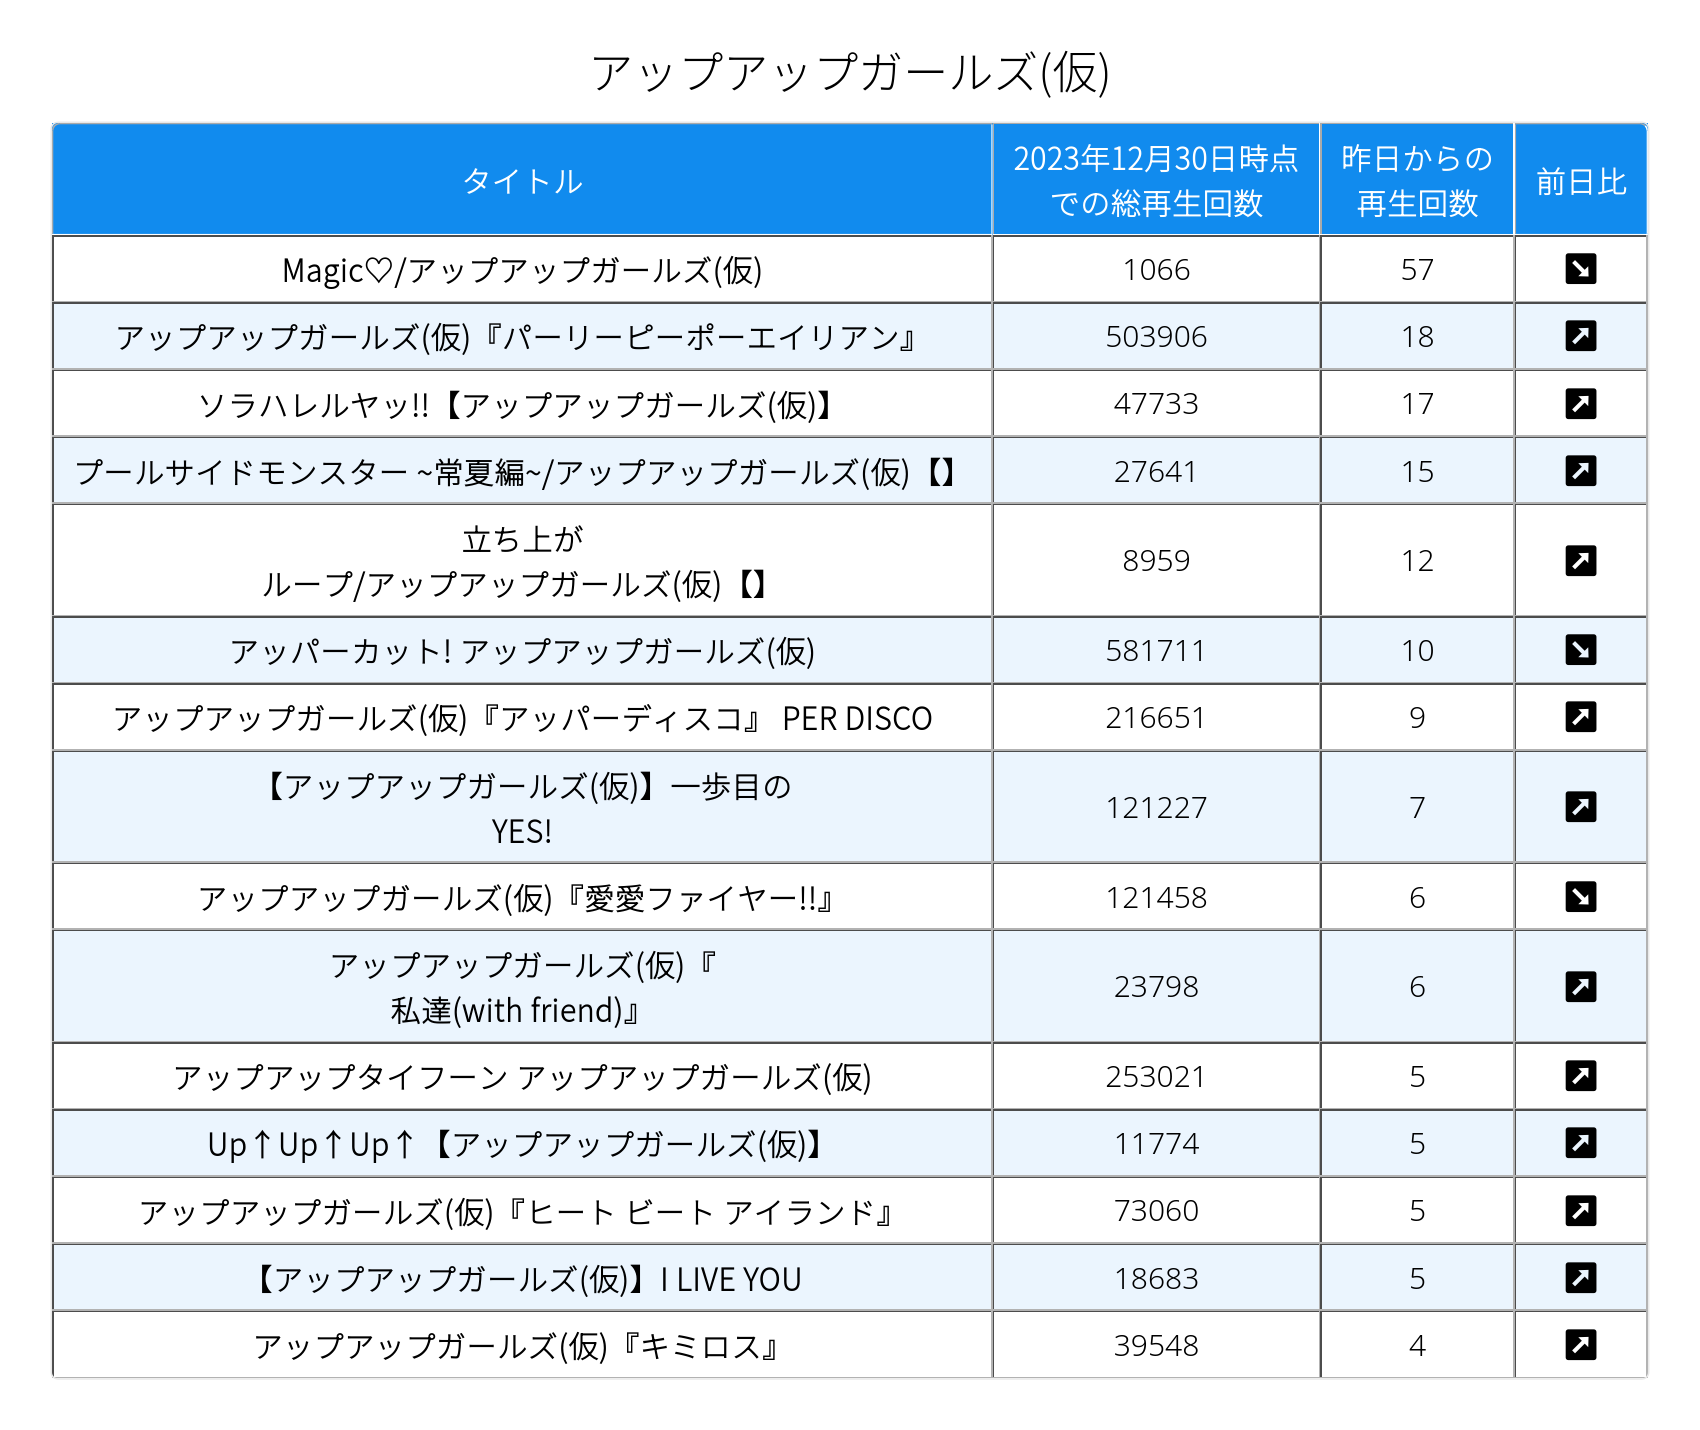 アップアップガールズ(仮)
タイトル 2023年12月30日時点 での総再生回数 昨日からの 再生回数 前日比
Magic♡/アップアップガールズ(仮) 1066 57
アップアップガールズ(仮)『パーリーピーポーエイリアン』 503906 18
ソラハレルヤッ!!【アップアップガールズ(仮)】 47733 17
プールサイドモンスター ~常夏編~/アップアップガールズ(仮)【】 27641 15
立ち上が
ループ/アップアップガールズ(仮)【】 8959 12
アッパーカット! アップアップガールズ(仮) 581711 10
アップアップガールズ(仮)『アッパーディスコ』 PER DISCO 216651 9
【アップアップガールズ(仮)】一歩目の
YES! 121227 7
アップアップガールズ(仮)『愛愛ファイヤー!!』 121458 6
アップアップガールズ(仮)『
私達(with friend)』 23798 6
アップアップタイフーン アップアップガールズ(仮) 253021 5
Up↑Up↑Up↑【アップアップガールズ(仮)】 11774 5
アップアップガールズ(仮)『ヒート ビート アイランド』 73060 5
【アップアップガールズ(仮)】I LIVE YOU 18683 5
アップアップガールズ(仮)『キミロス』 39548 4